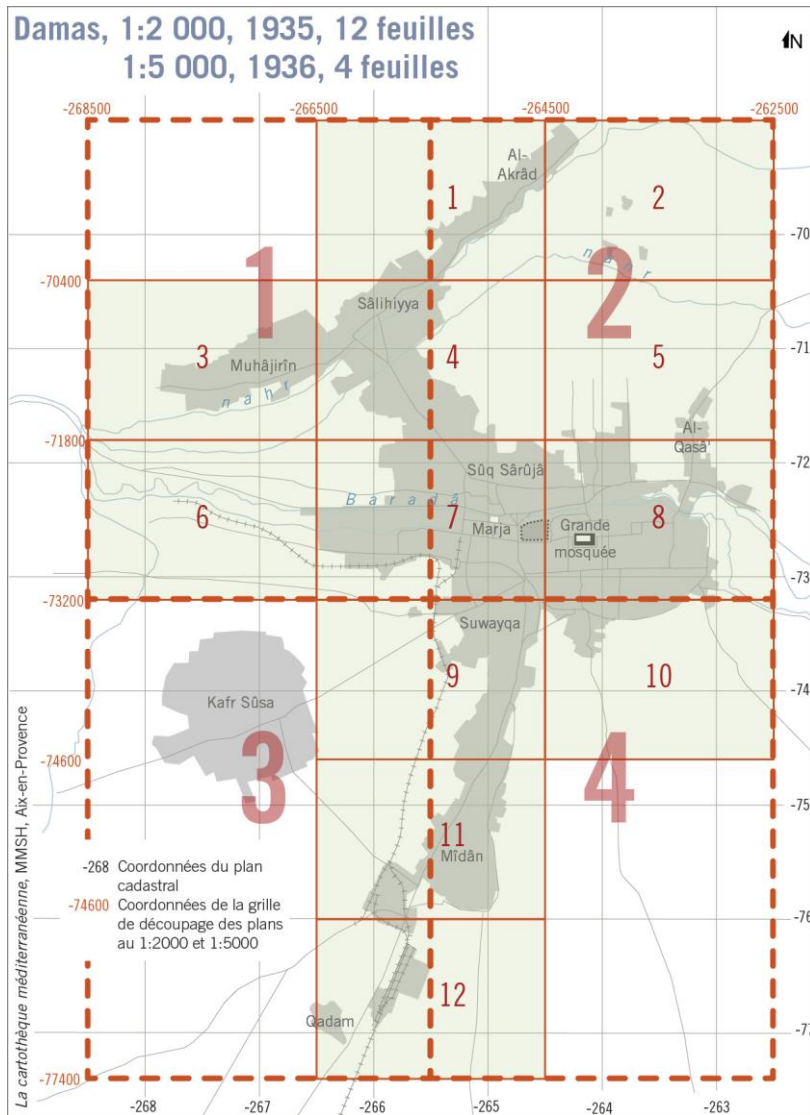 Damas, 1:2 000, 1935, 12 feuilles
1:5 000, 1936, 4 feuilles
N
-268500
-266500
-264500
-262500
Al-
Akrâd
1
2
-70
nahr
-70400
1
2
Sâlihiyya
3
Muhâjirîn
4
5
-71
nahr
Al-
Qasâ'
-71800
-72
Sûq Sârûjâ
Baradâ
6
7
Marja
Grande
mosquée
8
-73
-73200
Suwayqa
Kafr Sûsa
9
10
-74
-74600
3
4
-75
11
Mîdân
-268 Coordonnées du plan
cadastral
-74600 Coordonnées de la grille
de découpage des plans
au 1:2000 et 1:5000
-76
12
Qadam
-77
-77400
-268
-267
-266
-265
-264
-263
La cartothèque méditerranéenne, MMSH, Aix-en-Provence